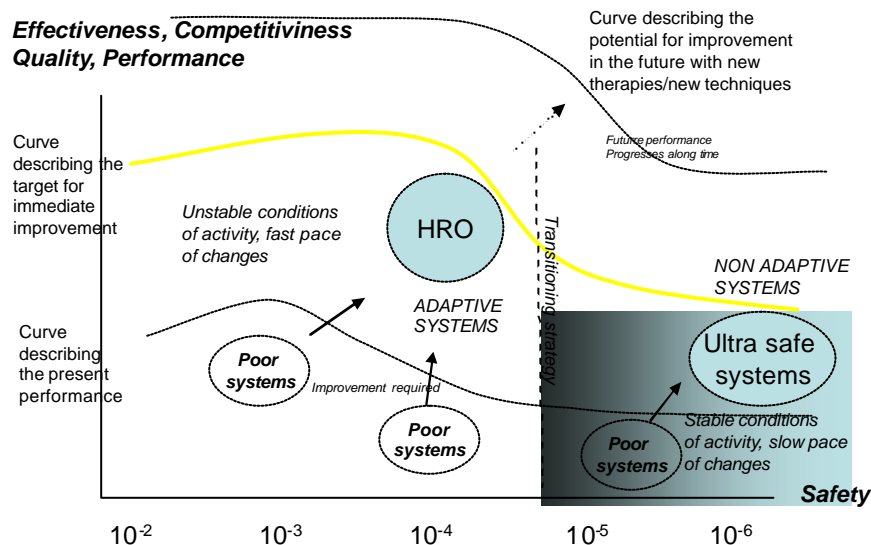 Effectiveness, Competitiviness
Quality, Performance
Curve describing the
potential for improvement
in the future with new
therapies/new techniques
Future performance
Progresses along time
Curve
describing the
target for
immediate
improvement
Unstable conditions
of activity, fast pace
of changes
HRO
Transitioning strategy
NON ADAPTIVE
SYSTEMS
ADAPTIVE
SYSTEMS
Curve
describing
the present
performance
Poor
systems
Improvement required
Ultra safe
systems
Poor
systems
Poor
systems
Stable conditions
of activity, slow pace
of changes
Safety
10-2 10-3 10-4 10-5 10-6